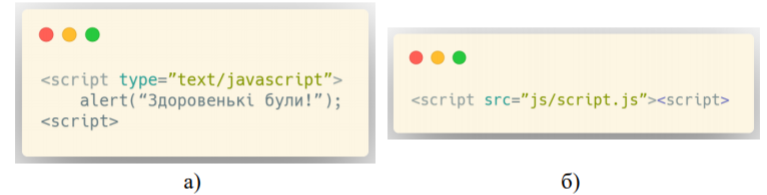 <script type=”text/javascript”>
alert(“Здоровенькі були!”);
<script>
<script src=”js/script.js”><script>
а)
б)